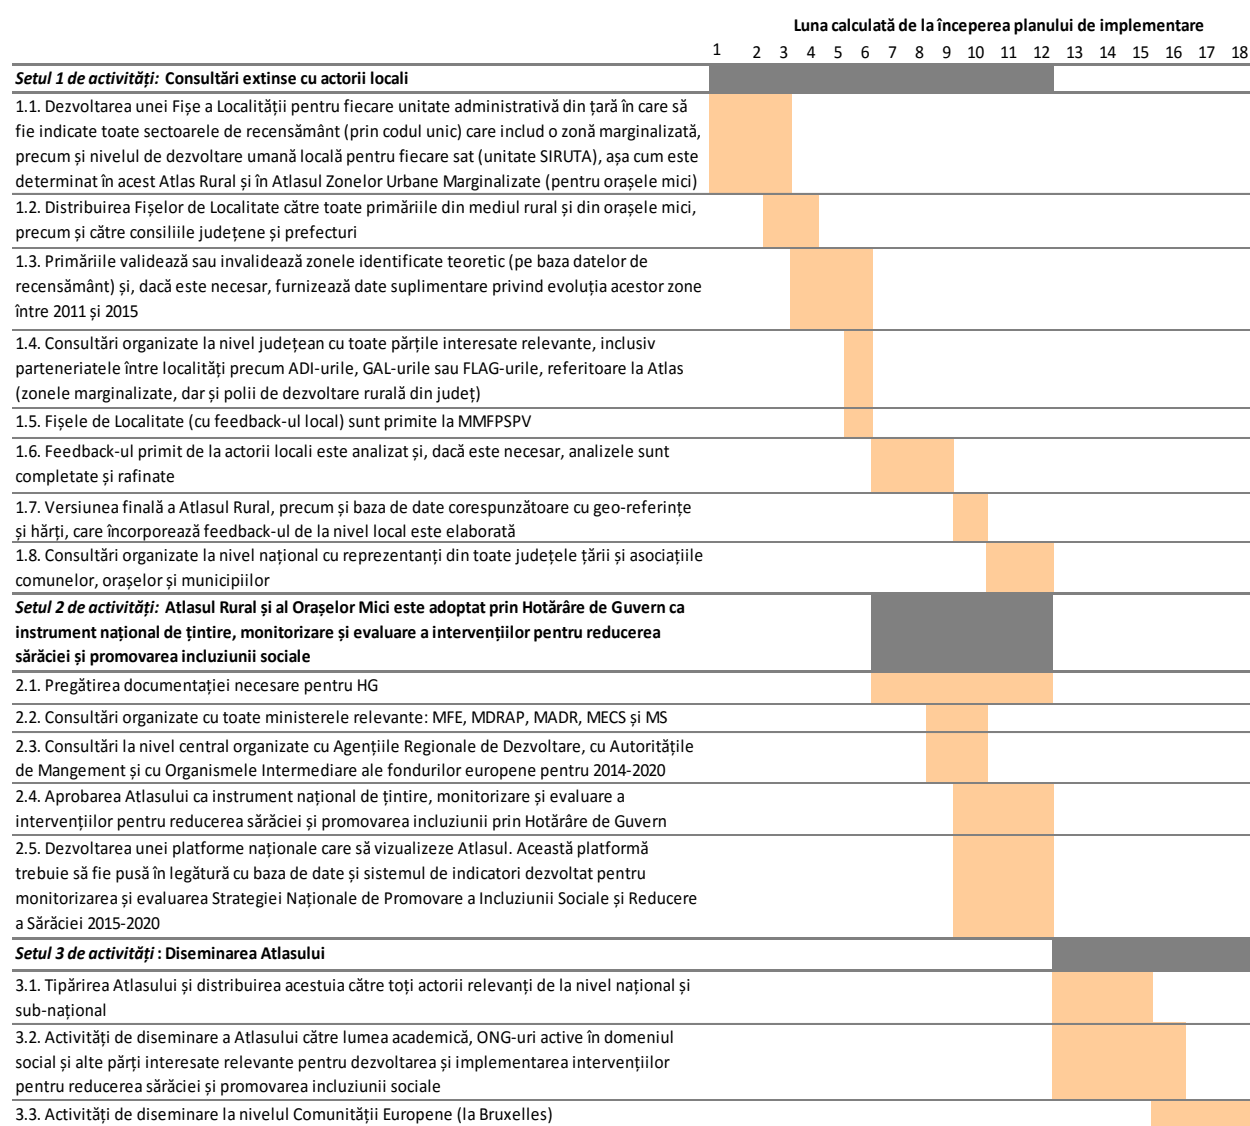 Luna calculată de la începerea planului de implementare
1 2 3 4 5 6 7 8 9 10 11 12 13 14 15 16 17 18
Setul 1 de activități: Consultări extinse cu actorii locali
1.1. Dezvoltarea unei Fișe a Localității pentru fiecare unitate administrativă din țară în care să
fie indicate toate sectoarele de recensământ (prin codul unic) care includ o zonă marginalizată,
precum și nivelul de dezvoltare umană locală pentru fiecare sat (unitate SIRUTA), așa cum este
determinat în acest Atlas Rural și în Atlasul Zonelor Urbane Marginalizate (pentru orașele mici)
1.2. Distribuirea Fișelor de Localitate către toate primăriile din mediul rural și din orașele mici,
precum și către consiliile județene și prefecturi
1.3. Primăriile validează sau invalidează zonele identificate teoretic (pe baza datelor de
recensământ) și, dacă este necesar, furnizează date suplimentare privind evoluția acestor zone
între 2011 și 2015
1.4. Consultări organizate la nivel județean cu toate părțile interesate relevante, inclusiv
parteneriatele între localități precum ADI-urile, GAL-urile sau FLAG-urile, referitoare la Atlas
(zonele marginalizate, dar și polii de dezvoltare rurală din județ)
1.5. Fișele de Localitate (cu feedback-ul local) sunt primite la MMFPSPV
1.6. Feedback-ul primit de la actorii locali este analizat și, dacă este necesar, analizele sunt
completate și rafinate
1.7. Versiunea finală a Atlasul Rural, precum și baza de date corespunzătoare cu geo-referințe
și hărți, care încorporează feedback-ul de la nivel local este elaborată
1.8. Consultări organizate la nivel național cu reprezentanți din toate județele țării și asociațiile
comunelor, orașelor și municipiilor
Setul 2 de activități: Atlasul Rural și al Orașelor Mici este adoptat prin Hotărâre de Guvern ca
instrument național de țintire, monitorizare și evaluare a intervențiilor pentru reducerea
sărăciei și promovarea incluziunii sociale
2.1. Pregătirea documentației necesare pentru HG
2.2. Consultări organizate cu toate ministerele relevante: MFE, MDRAP, MADR, MECS și MS
2.3. Consultări la nivel central organizate cu Agențiile Regionale de Dezvoltare, cu Autoritățile
de Mangement și cu Organismele Intermediare ale fondurilor europene pentru 2014-2020
2.4. Aprobarea Atlasului ca instrument național de țintire, monitorizare și evaluare a
intervențiilor pentru reducerea sărăciei și promovarea incluziunii prin Hotărâre de Guvern
2.5. Dezvoltarea unei platforme naționale care să vizualizeze Atlasul. Această platformă
trebuie să fie pusă în legătură cu baza de date și sistemul de indicatori dezvoltat pentru
monitorizarea și evaluarea Strategiei Naționale de Promovare a Incluziunii Sociale și Reducere
a Sărăciei 2015-2020
Setul 3 de activități : Diseminarea Atlasului
3.1. Tipărirea Atlasului și distribuirea acestuia către toți actorii relevanți de la nivel național și
sub-național
3.2. Activități de diseminare a Atlasului către lumea academică, ONG-uri active în domeniul
social și alte părți interesate relevante pentru dezvoltarea și implementarea intervențiilor
pentru reducerea sărăciei și promovarea incluziunii sociale
3.3. Activități de diseminare la nivelul Comunității Europene (la Bruxelles)